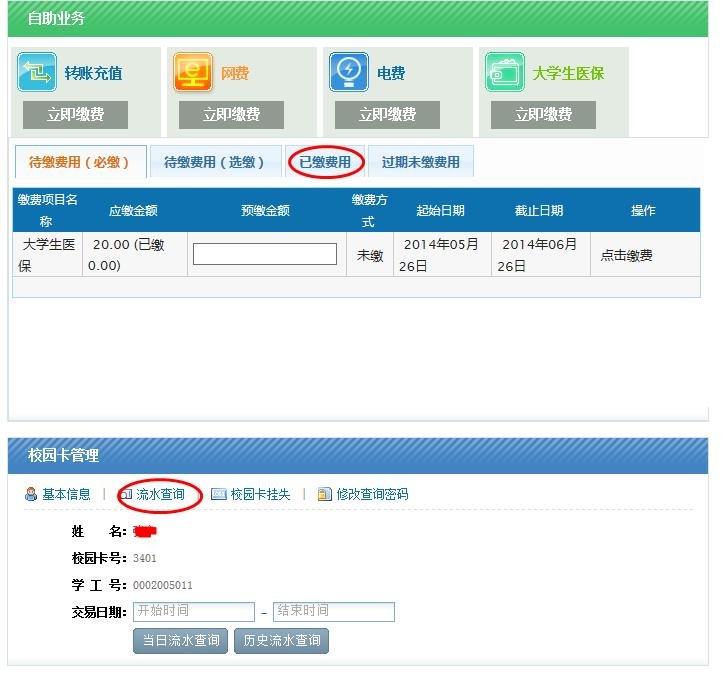 自助业务
转账充值 网费 电费 大学生医保
立即缴费 立即缴费 立即缴费 立即缴费
待缴费用（必缴） 待缴费用（选缴） 已缴费用 过期未缴费用
缴费项目名称 应缴金额 预缴金额 缴费方式 起始日期 截止日期 操作
大学生医保 20.00 (已缴0.00) 未缴 2014年05月26日 2014年06月26日 点击缴费
校园卡管理
基本信息 | 流水查询 | 校园卡挂失 | 修改查询密码
姓 名：
校园卡号：3401
学 工 号：0002005011
交易日期：开始时间 – 结束时间
当日流水查询 历史流水查询